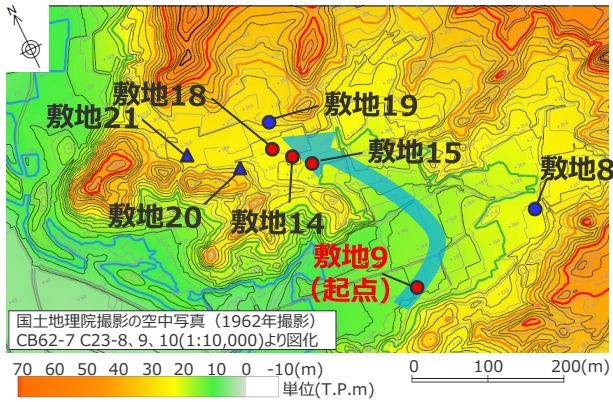 N
敷地18
敷地19
敷地21
敷地15
敷地8
敷地20
敷地14
敷地9
（起点）
国土地理院撮影の空中写真（1962年撮影）
CB62-7 C23-8、9、10(1:10,000)より図化
70 60 50 40 30 20 10 0 -10(m)
単位(T.P.m)
0 100 200(m)